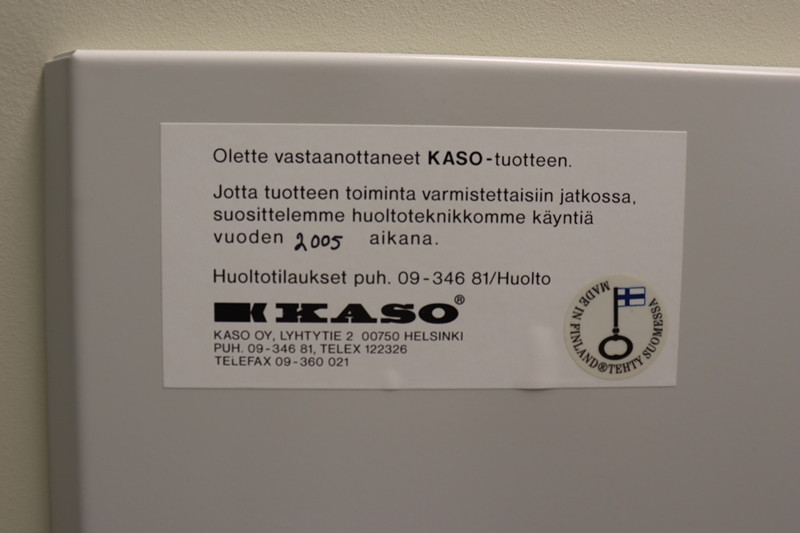 Olette vastaanottaneet KASO-tuotteen.
Jotta tuotteen toiminta varmistettaisiin jatkossa,
suosittelemme huoltoteknikkomme käyntiä
vuoden 2005 aikana.
Huoltotilaukset puh. 09-346 81/Huolto
KASO®
KASO OY, LYHTYTIE 2 00750 HELSINKI
PUH. 09-346 81, TELEX 122326
TELEFAX 09-360 021
MADE IN FINLAND®TEHTY SUOMESSA